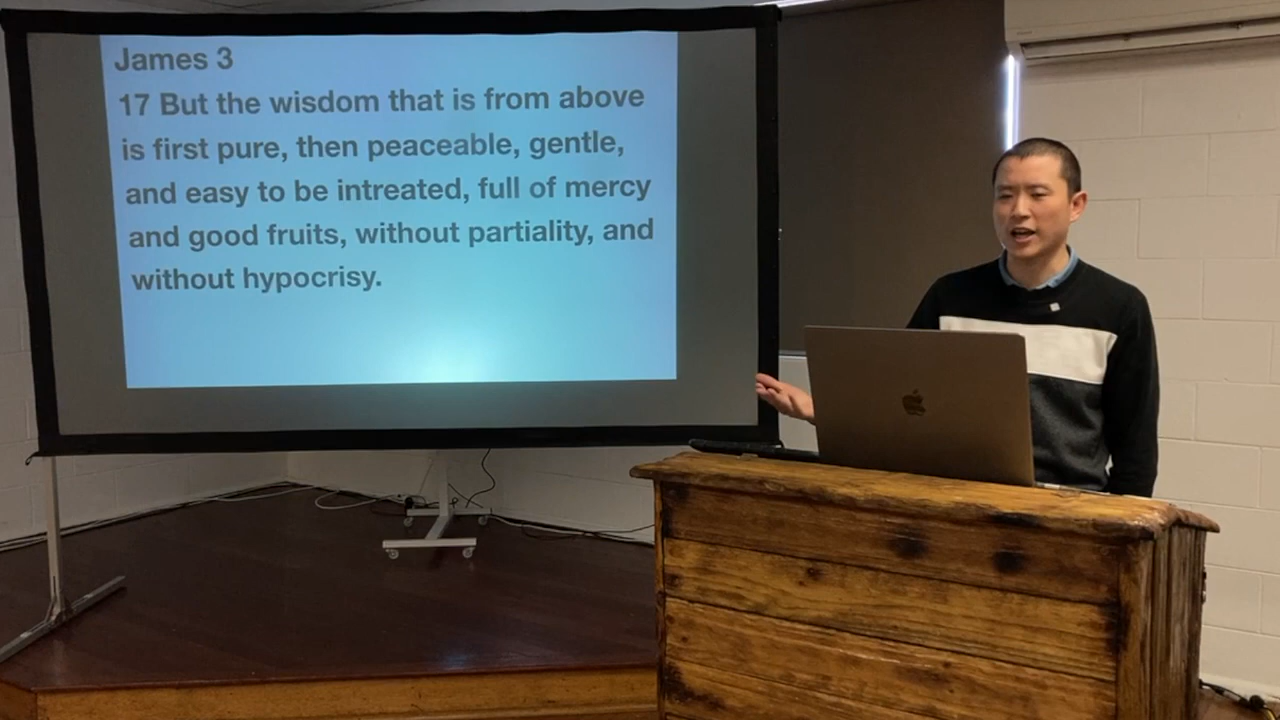 James 3
17 But the wisdom that is from above
is first pure, then peaceable, gentle,
and easy to be intreated, full of mercy
and good fruits, without partiality, and
without hypocrisy.